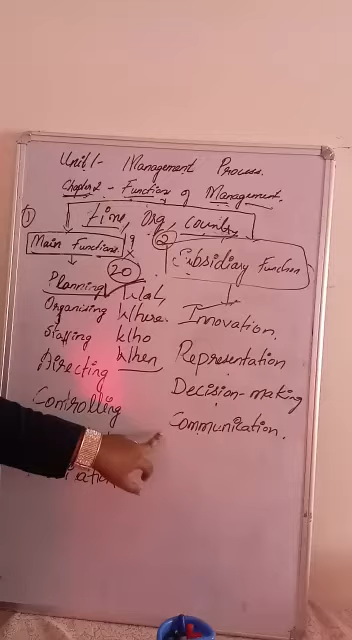 Unit 1- Management Process.
Chapter 2 - Functions of Management.
① Time, Org, country
Main Functions. ② Subsidiary Function
20
Planning What,
Organising Where. Innovation.
Staffing Who Representation
Directing When Decision-making
Controlling Communication.